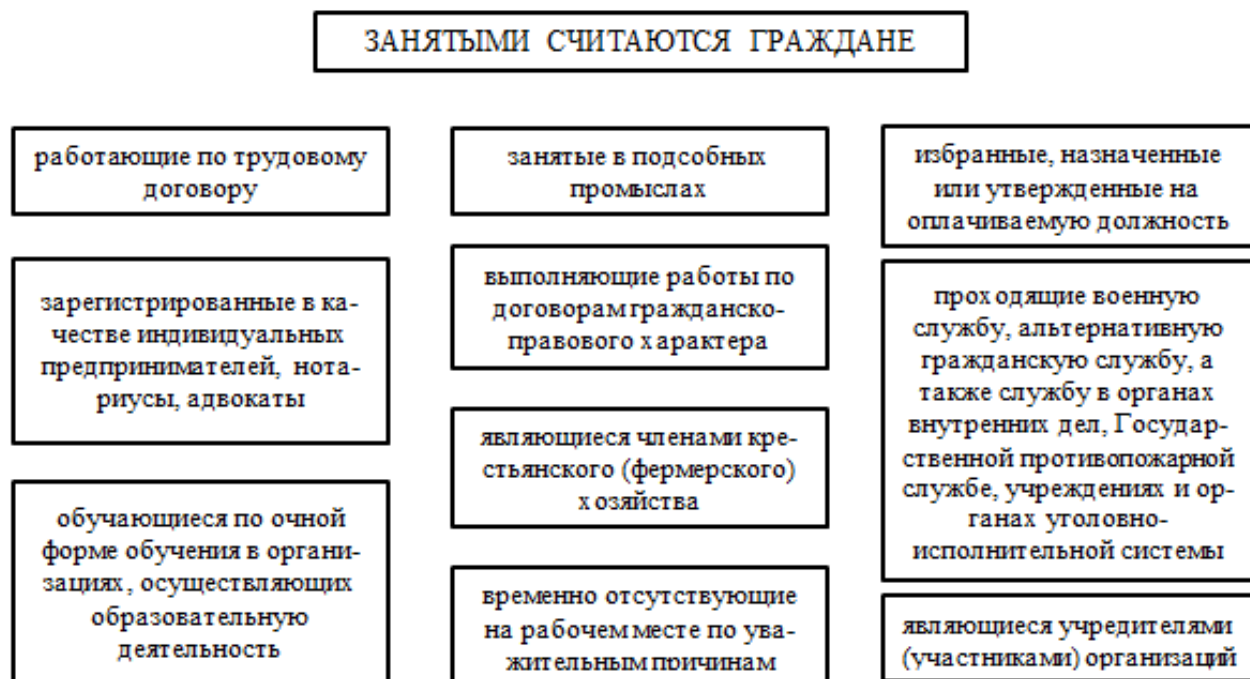 ЗАНЯТЫМИ СЧИТАЮТСЯ ГРАЖДАНЕ
работающие по трудовому
договору
зарегистрированные в ка-
честве индивидуальных
предпринимателей, нота-
риусы, адвокаты
обучающиеся по очной
форме обучения в органи-
зациях, осуществляющих
образовательную
деятельность
занятые в подсобных
промыслах
выполняющие работы по
договорам гражданско-
правового характера
являющиеся членами кре-
стьянского (фермерского)
хозяйства
временно отсутствующие
на рабочем месте по ува-
жительным причинам
избранные, назначенные
или утвержденные на
оплачиваемую должность
проходящие военную
службу, альтернативную
гражданскую службу, а
также службу в органах
внутренних дел, Государ-
ственной противопожарной
службе, учреждениях и ор-
ганах уголовно-
исполнительной системы
являющиеся учредителями
(участниками) организаций